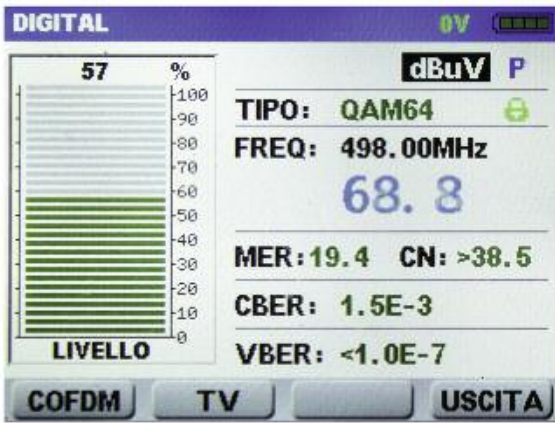 DIGITAL 0V
57 %
dBuV P
100
90
80
70
60
50
40
30
20
10
0
LIVELLO
TIPO: QAM64
FREQ: 498.00MHz
68.8
MER:19.4 CN:>38.5
CBER: 1.5E-3
VBER: <1.0E-7
COFDM TV USCITA